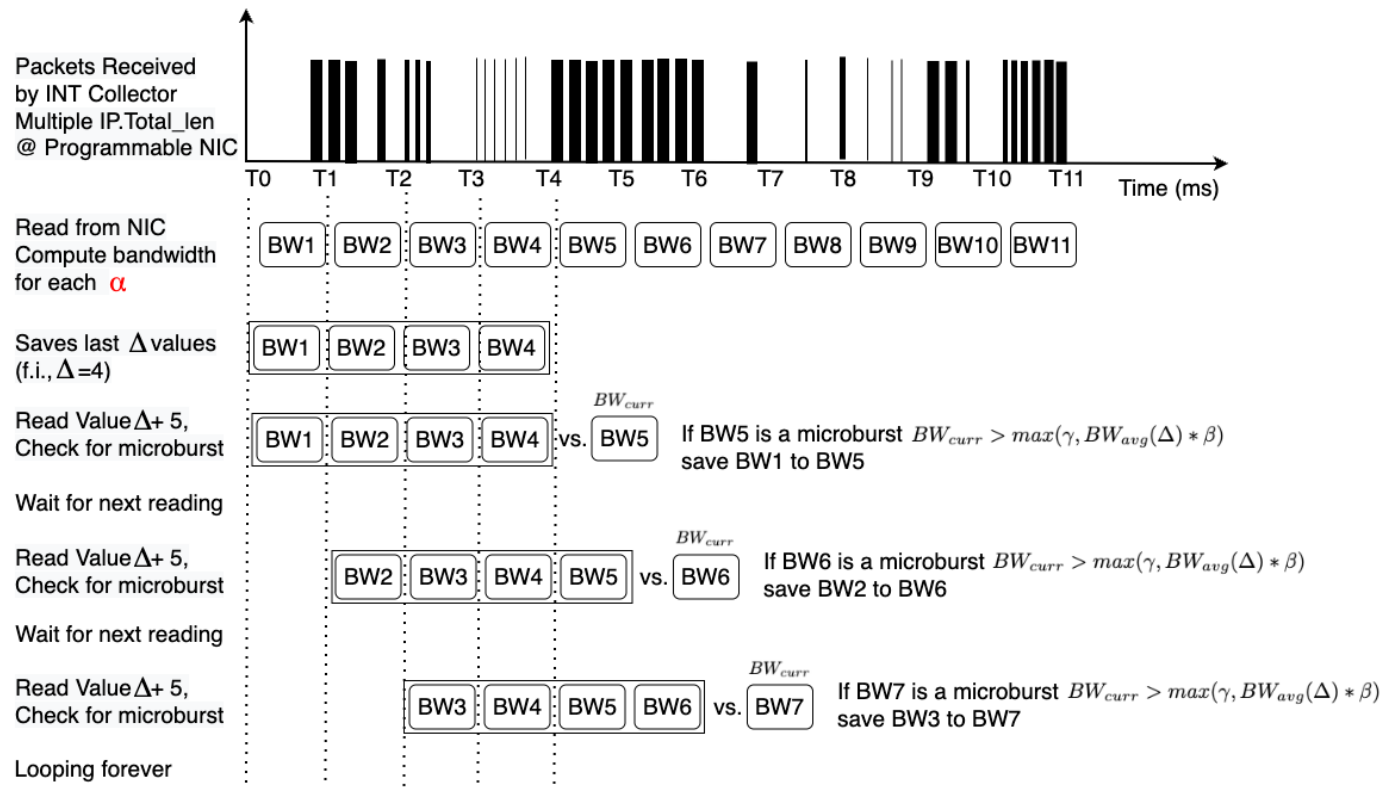 Packets Received
by INT Collector
Multiple IP.Total_len
@ Programmable NIC
T0 T1 T2 T3 T4 T5 T6 T7 T8 T9 T10 T11
Time (ms)
Read from NIC
Compute bandwidth
for each α
BW1 BW2 BW3 BW4 BW5 BW6 BW7 BW8 BW9 BW10 BW11
Saves last Δ values
(f.i., Δ=4)
BW1 BW2 BW3 BW4
Read Value Δ+ 5,
Check for microburst
BW1 BW2 BW3 BW4 vs. BW5
BW_curr
If BW5 is a microburst BW_curr > max(γ, BW_avg(Δ) * β)
save BW1 to BW5
Wait for next reading
Read Value Δ+ 5,
Check for microburst
BW2 BW3 BW4 BW5 vs. BW6
BW_curr
If BW6 is a microburst BW_curr > max(γ, BW_avg(Δ) * β)
save BW2 to BW6
Wait for next reading
Read Value Δ+ 5,
Check for microburst
BW3 BW4 BW5 BW6 vs. BW7
BW_curr
If BW7 is a microburst BW_curr > max(γ, BW_avg(Δ) * β)
save BW3 to BW7
Looping forever